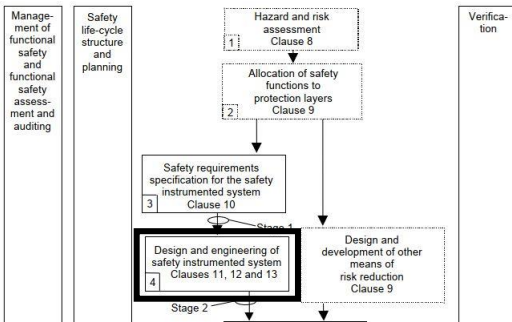 Manage-
ment of
functional
safety
and
functional
safety
assess-
ment and
auditing
Safety
life-cycle
structure
and
planning
Hazard and risk
assessment
Clause 8
1
Allocation of safety
functions to
protection layers
Clause 9
2
Safety requirements
specification for the safety
instrumented system
Clause 10
3
Stage 1
Design and engineering of
safety instrumented system
Clauses 11, 12 and 13
4
Design and
development of other
means of
risk reduction
Clause 9
Stage 2
Verifica-
tion